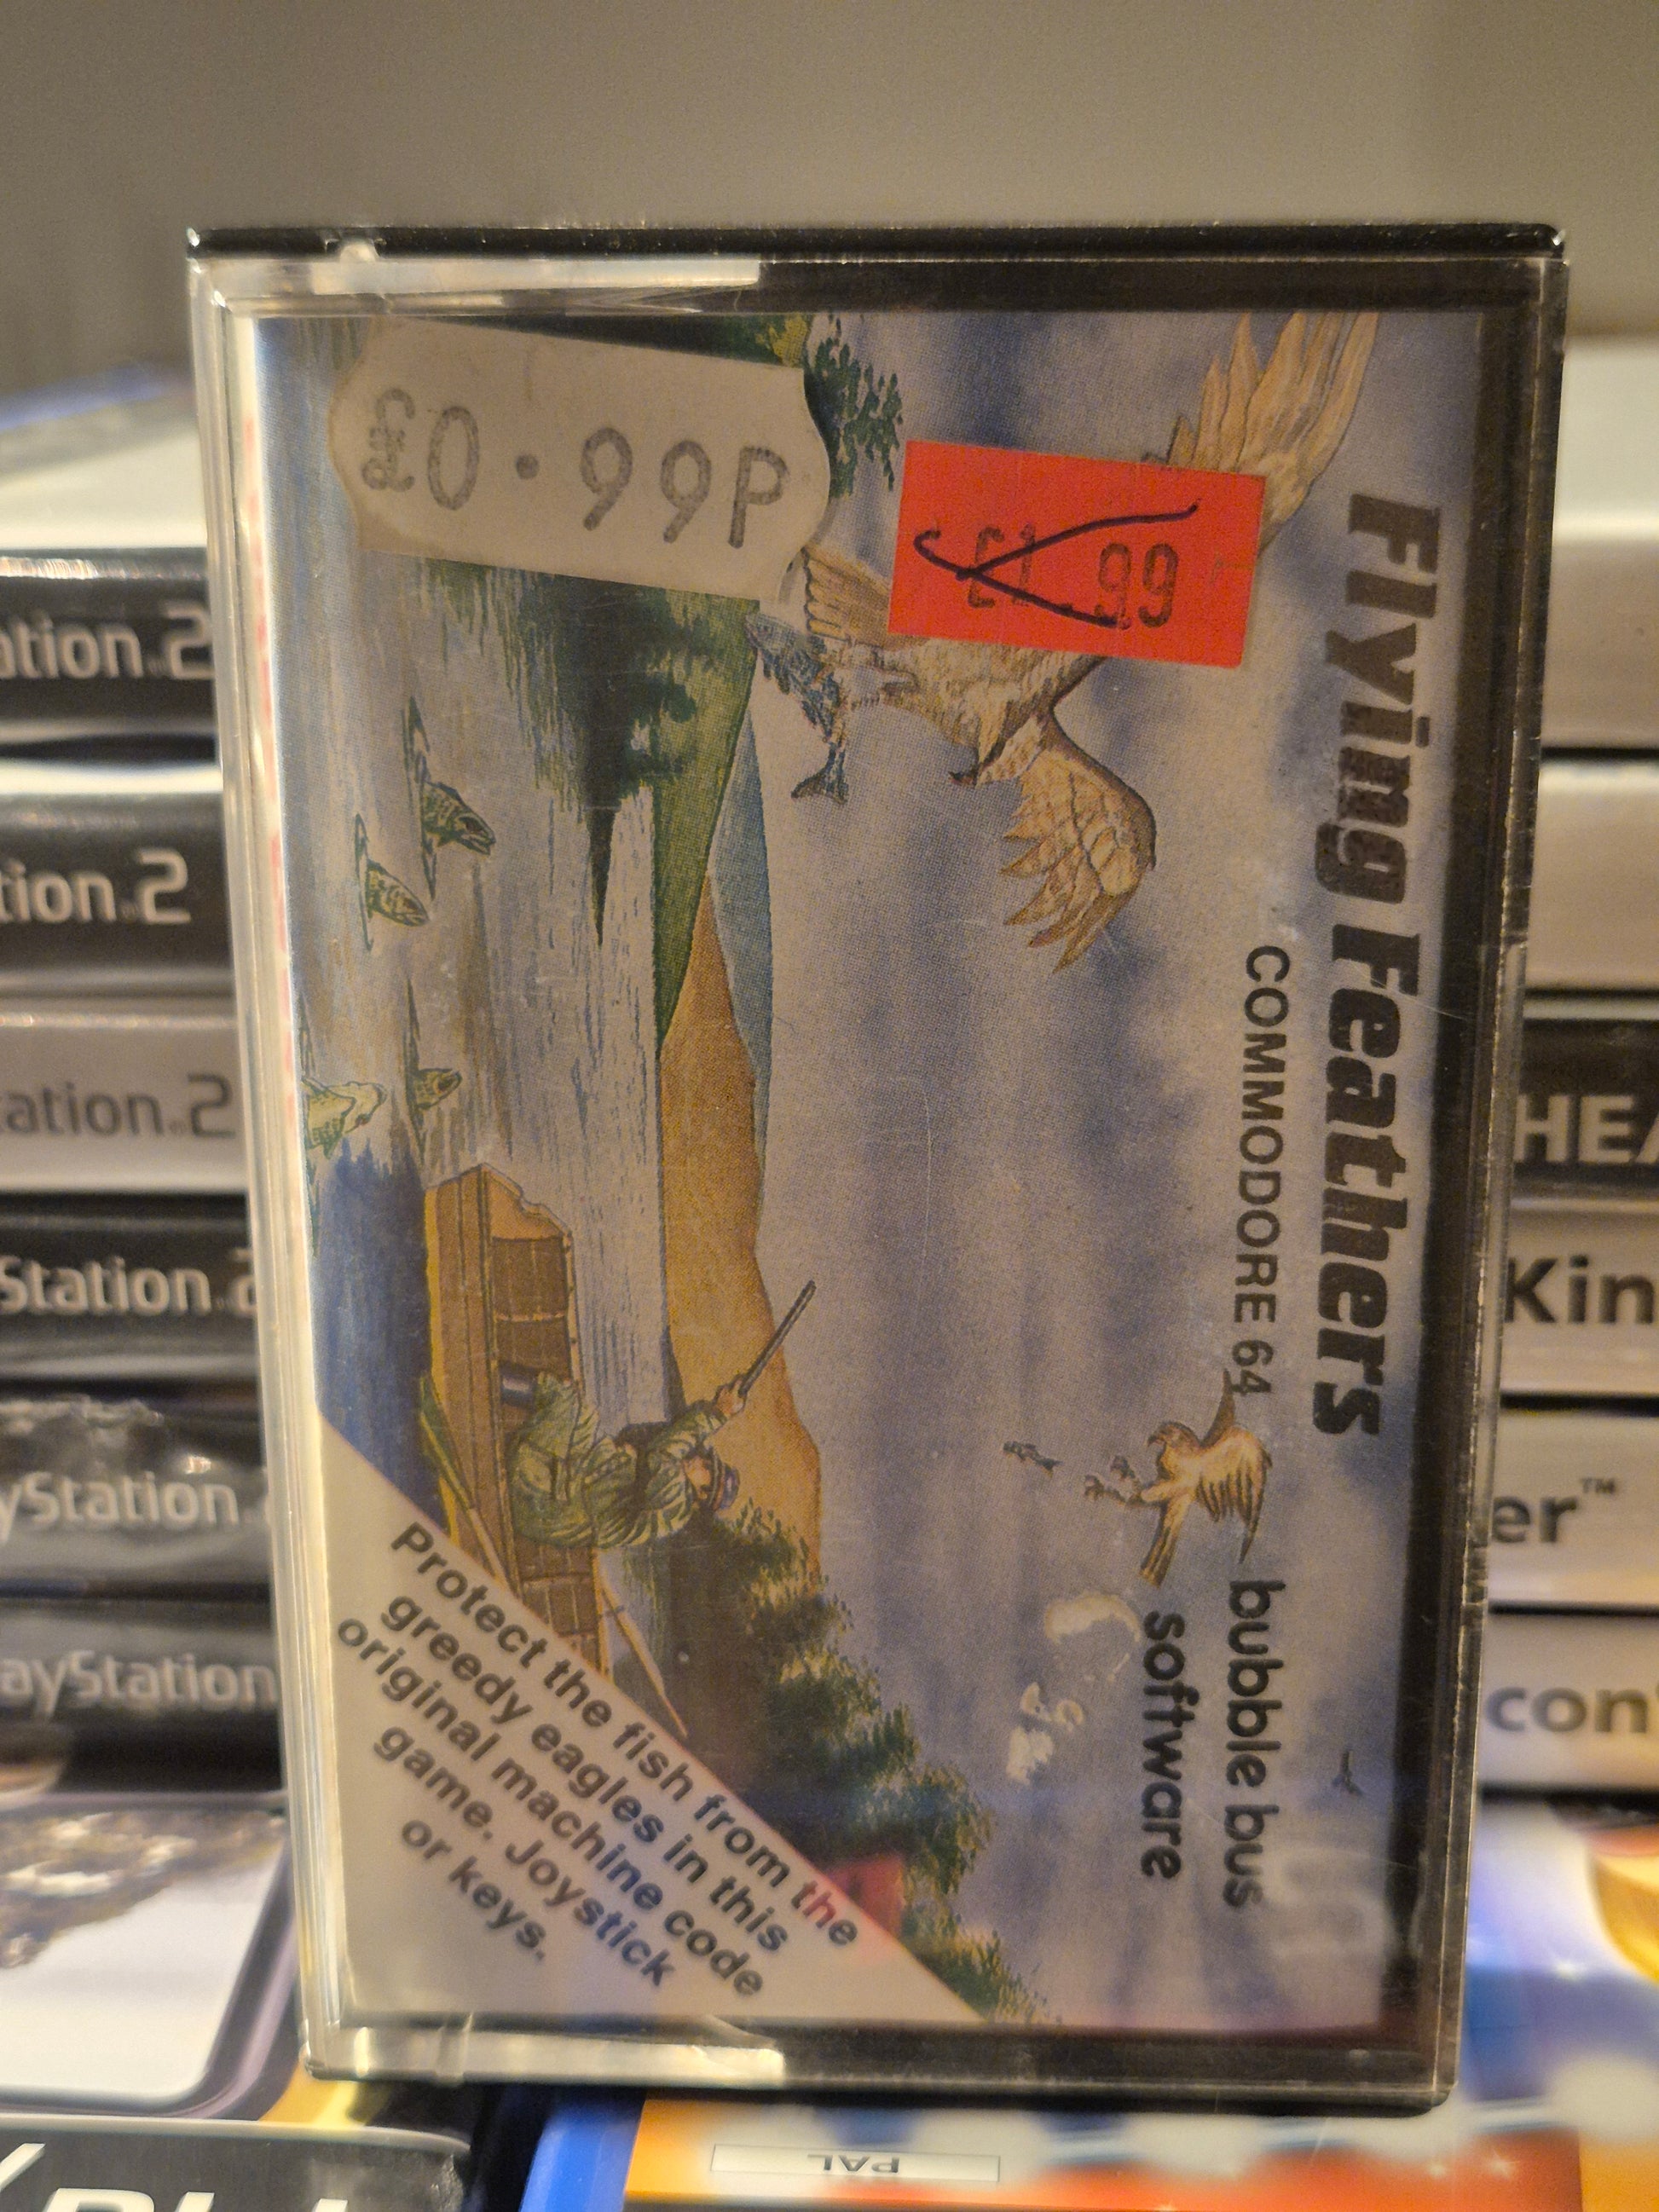 Flying Feathers
COMMODORE 64
bubble bus
software
£1.99
£0.99P
Protect the fish from the
greedy eagles in this
original machine code
game. Joystick
or keys.
ation.2
tion.2
tation.2
Station.2
yStation
ayStation
HEA
Kin
er™
con
PAL